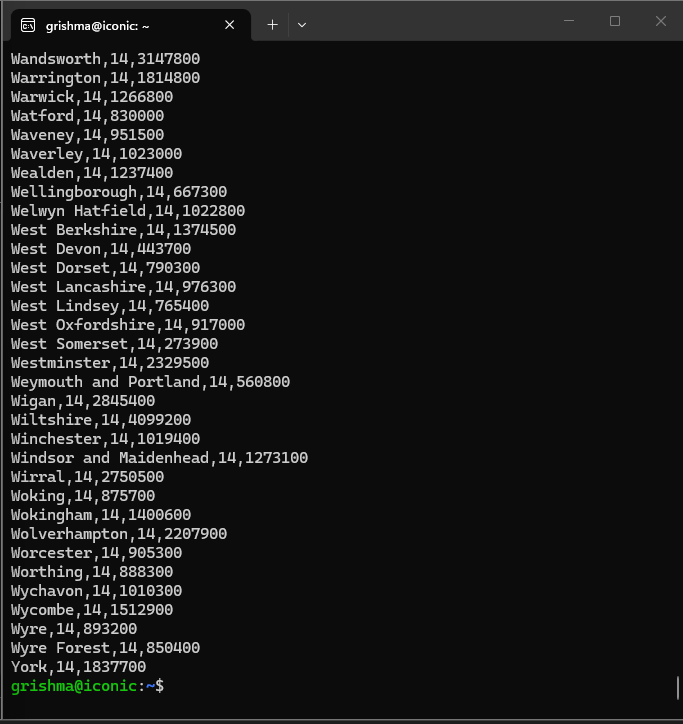 grishma@iconic: ~
Wandsworth,14,3147800
Warrington,14,1814800
Warwick,14,1266800
Watford,14,830000
Waveney,14,951500
Waverley,14,1023000
Wealden,14,1237400
Wellingborough,14,667300
Welwyn Hatfield,14,1022800
West Berkshire,14,1374500
West Devon,14,443700
West Dorset,14,790300
West Lancashire,14,976300
West Lindsey,14,765400
West Oxfordshire,14,917000
West Somerset,14,273900
Westminster,14,2329500
Weymouth and Portland,14,560800
Wigan,14,2845400
Wiltshire,14,4099200
Winchester,14,1019400
Windsor and Maidenhead,14,1273100
Wirral,14,2750500
Woking,14,875700
Wokingham,14,1400600
Wolverhampton,14,2207900
Worcester,14,905300
Worthing,14,888300
Wychavon,14,1010300
Wycombe,14,1512900
Wyre,14,893200
Wyre Forest,14,850400
York,14,1837700
grishma@iconic:~$